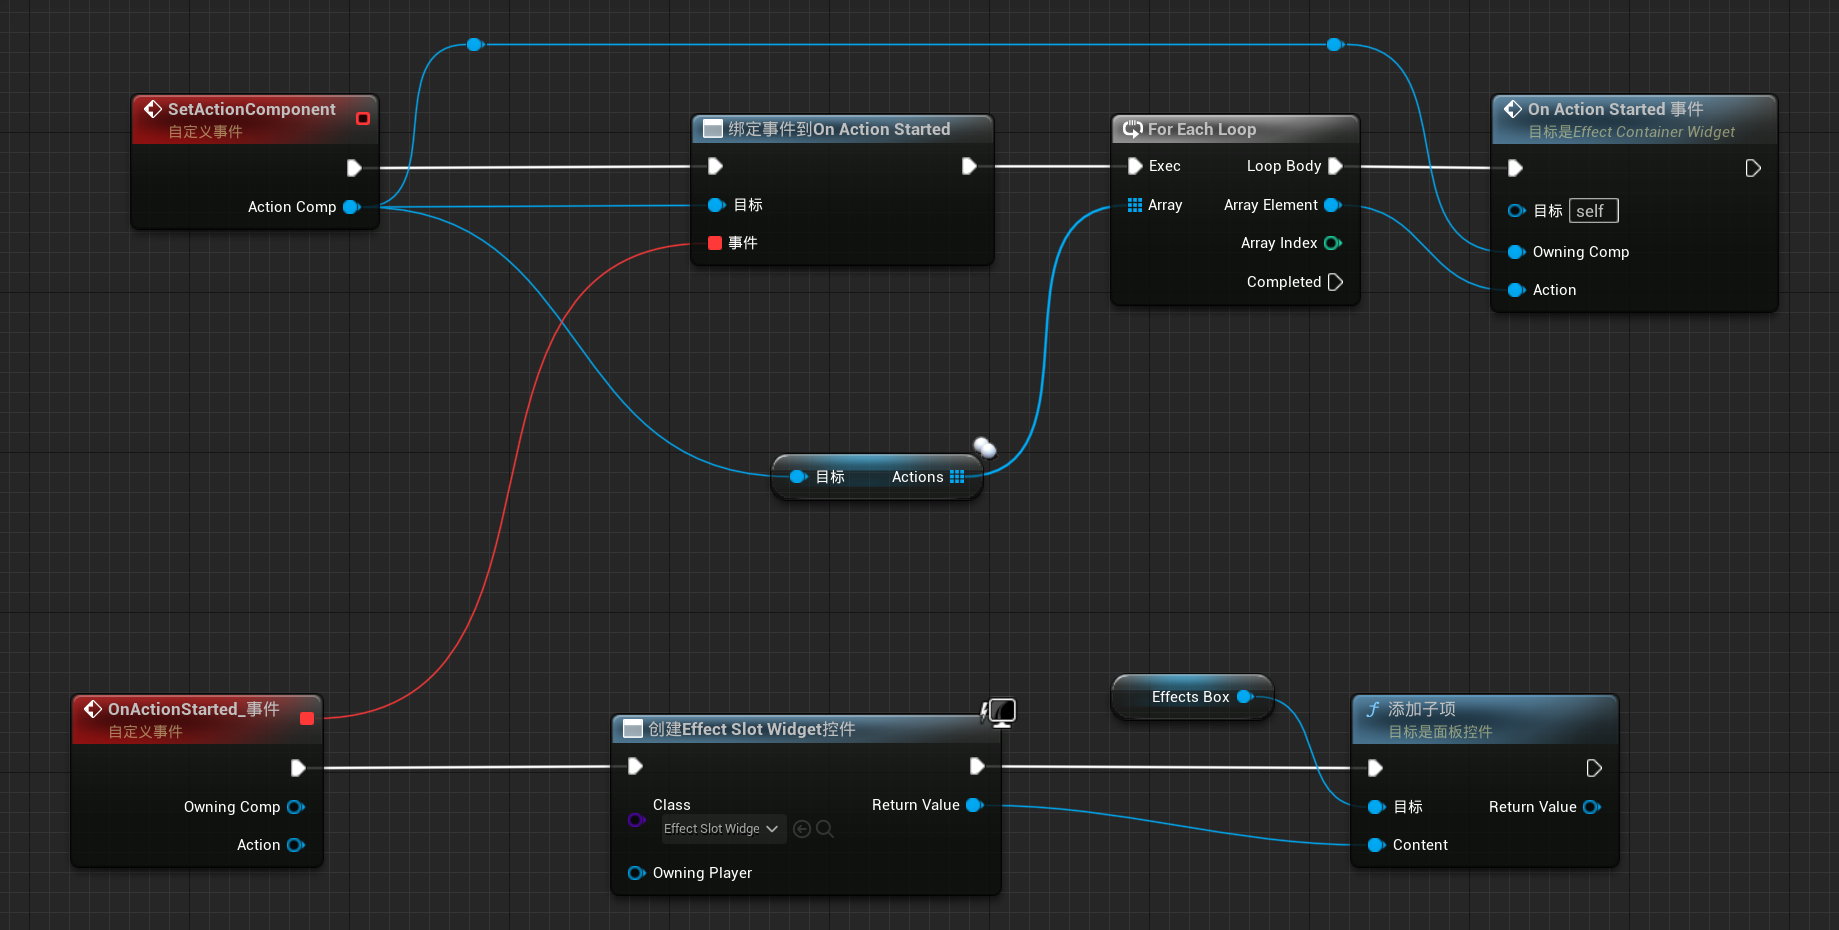 SetActionComponent
自定义事件
Action Comp
绑定事件到On Action Started
目标
事件
For Each Loop
Exec
Loop Body
Array
Array Element
Array Index
Completed
On Action Started 事件
目标是Effect Container Widget
目标
self
Owning Comp
Action
目标
Actions
OnActionStarted_事件
自定义事件
Owning Comp
Action
创建Effect Slot Widget控件
Class
Return Value
Effect Slot Widge
Owning Player
Effects Box
添加子项
目标是面板控件
目标
Return Value
Content